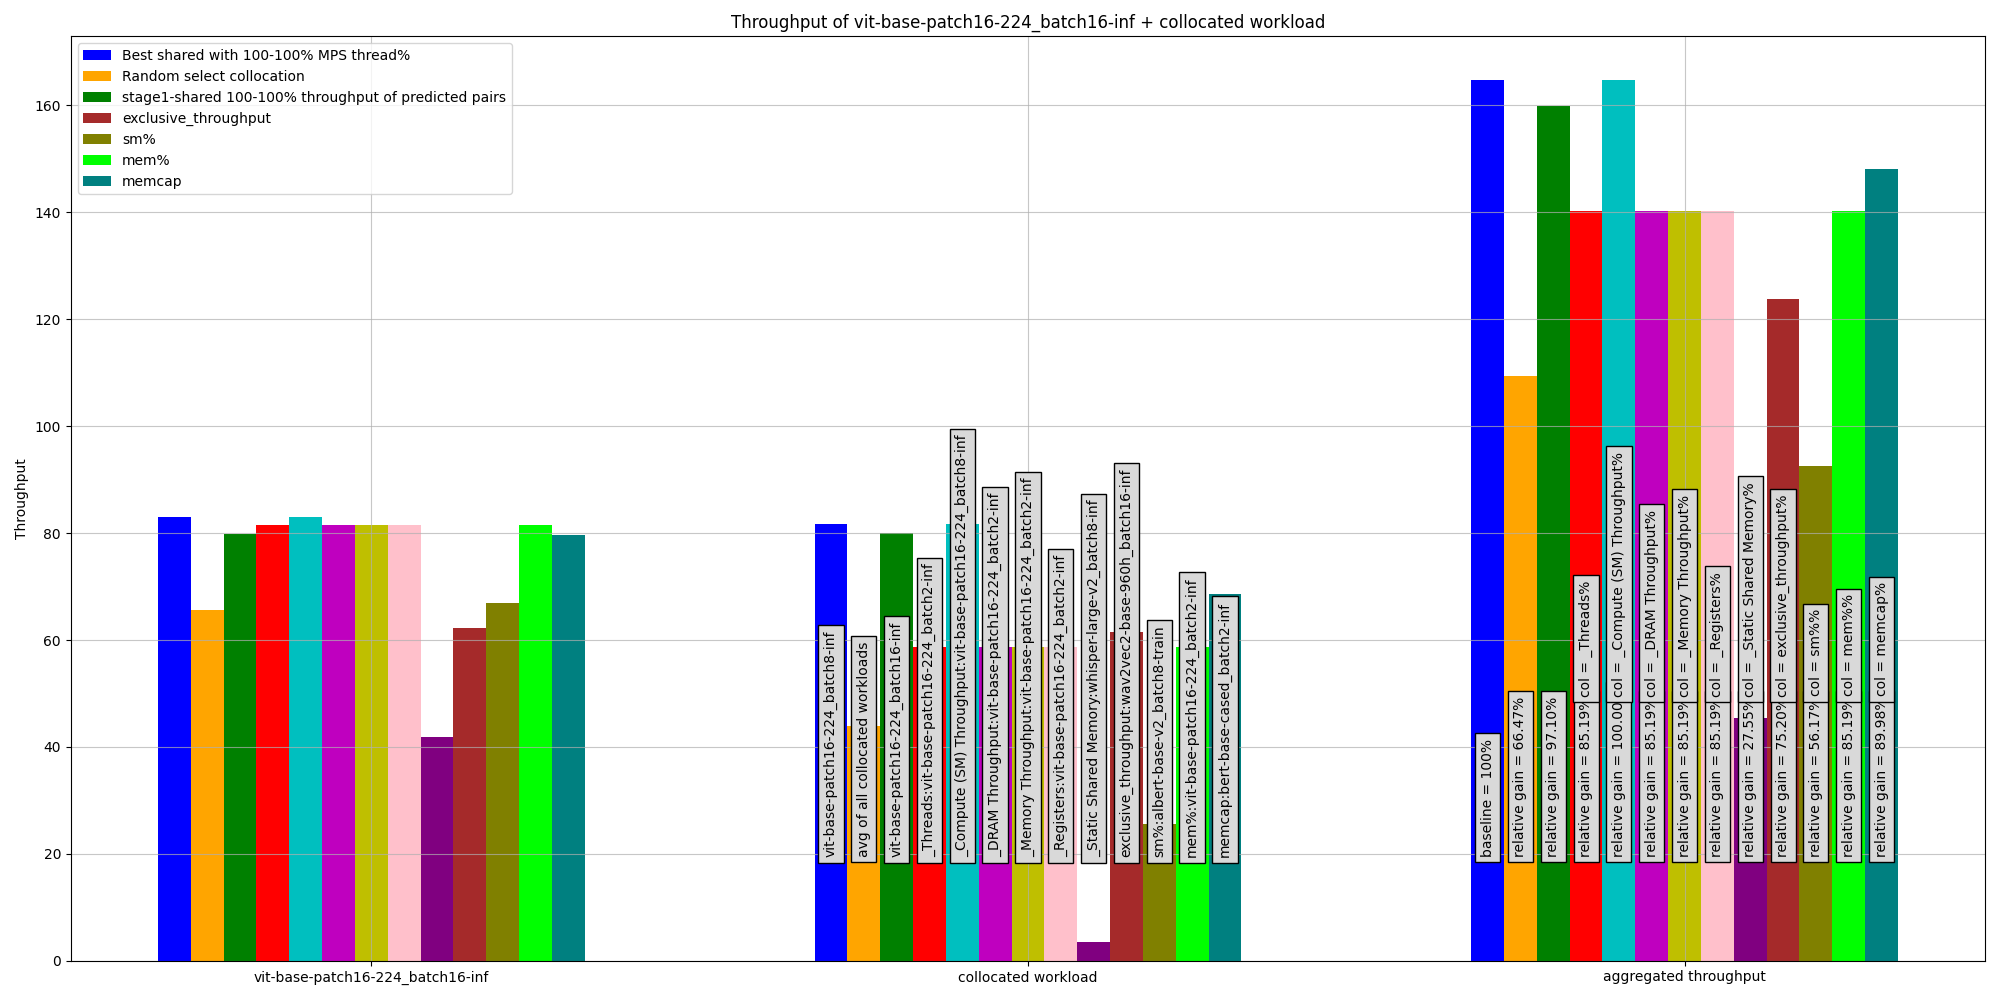 Throughput of vit-base-patch16-224_batch16-inf + collocated workload
Best shared with 100-100% MPS thread%
Random select collocation
stage1-shared 100-100% throughput of predicted pairs
exclusive_throughput
sm%
mem%
memcap
Throughput
160
140
120
100
80
60
40
20
0
vit-base-patch16-224_batch8-inf
avg of all collocated workloads
vit-base-patch16-224_batch16-inf
_Threads:vit-base-patch16-224_batch2-inf
_Compute (SM) Throughput:vit-base-patch16-224_batch8-inf
_DRAM Throughput:vit-base-patch16-224_batch2-inf
_Memory Throughput:vit-base-patch16-224_batch2-inf
_Registers:vit-base-patch16-224_batch2-inf
_Static Shared Memory:whisper-large-v2_batch8-inf
exclusive_throughput:wav2vec2-base-960h_batch16-inf
sm%:albert-base-v2_batch8-train
mem%:vit-base-patch16-224_batch2-inf
memcap:bert-base-cased_batch2-inf
baseline = 100%
relative gain = 66.47%
relative gain = 97.10%
relative gain = 85.19%
col = _Threads%
relative gain = 100.00
col = _Compute (SM) Throughput%
relative gain = 85.19%
col = _DRAM Throughput%
relative gain = 85.19%
col = _Memory Throughput%
relative gain = 85.19%
col = _Registers%
relative gain = 27.55%
col = _Static Shared Memory%
relative gain = 75.20%
col = exclusive_throughput%
relative gain = 56.17%
col = sm%%
relative gain = 85.19%
col = mem%%
relative gain = 89.98%
col = memcap%
vit-base-patch16-224_batch16-inf
collocated workload
aggregated throughput